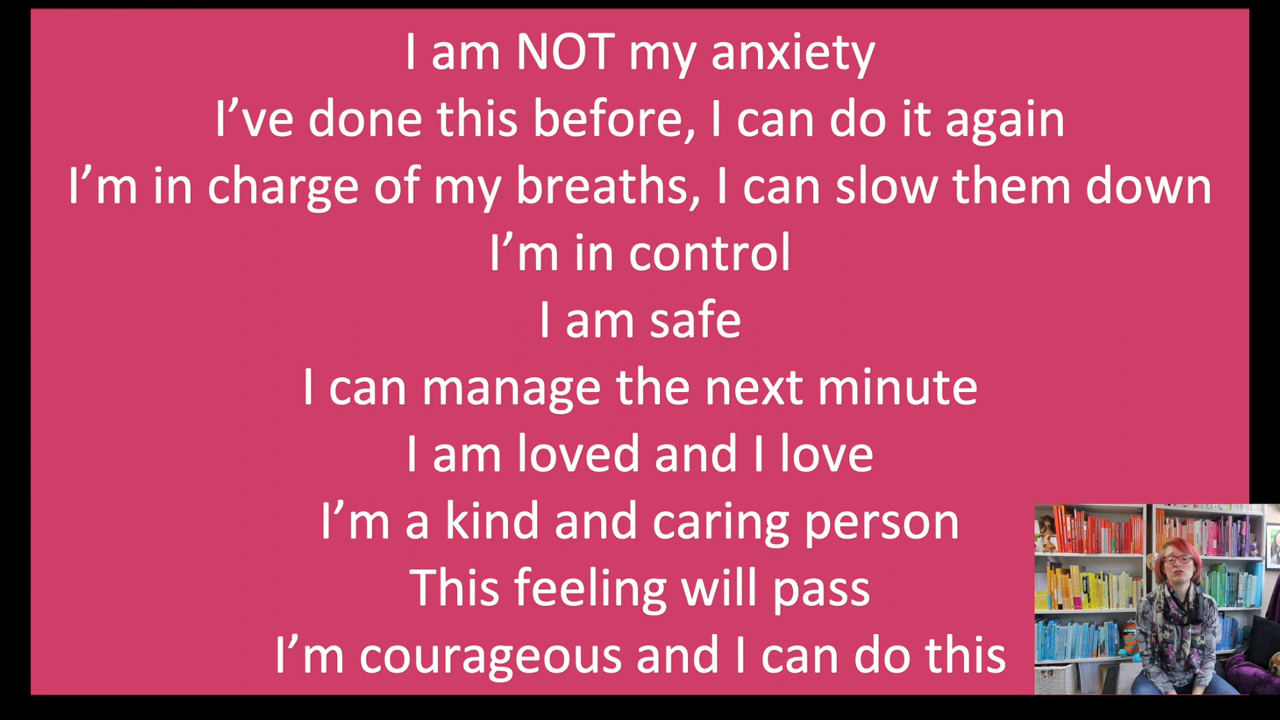 I am NOT my anxiety
I’ve done this before, I can do it again
I’m in charge of my breaths, I can slow them down
I’m in control
I am safe
I can manage the next minute
I am loved and I love
I’m a kind and caring person
This feeling will pass
I’m courageous and I can do this